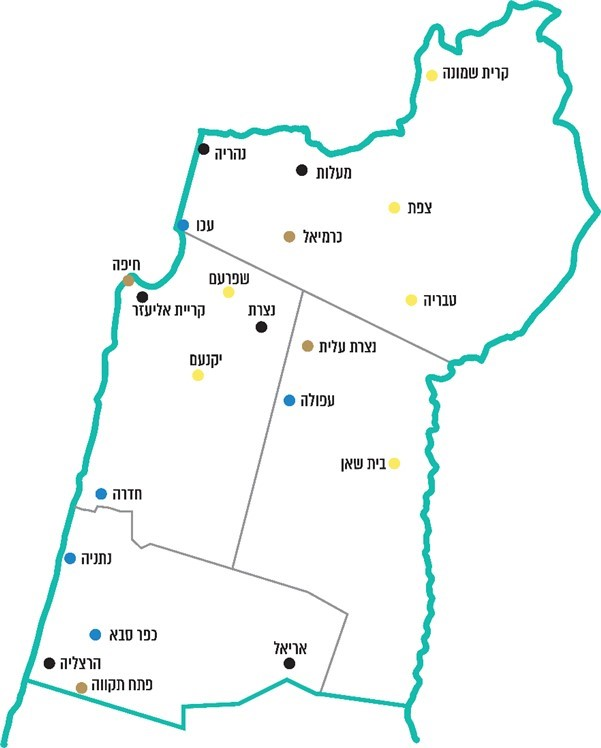 קרית שמונה
נהריה
מעלות
צפת
עכו
כרמיאל
חיפה
שפרעם
טבריה
קריית אליעזר
נצרת
נצרת עלית
יקנעם
עפולה
בית שאן
חדרה
נתניה
כפר סבא
אריאל
הרצליה
פתח תקווה